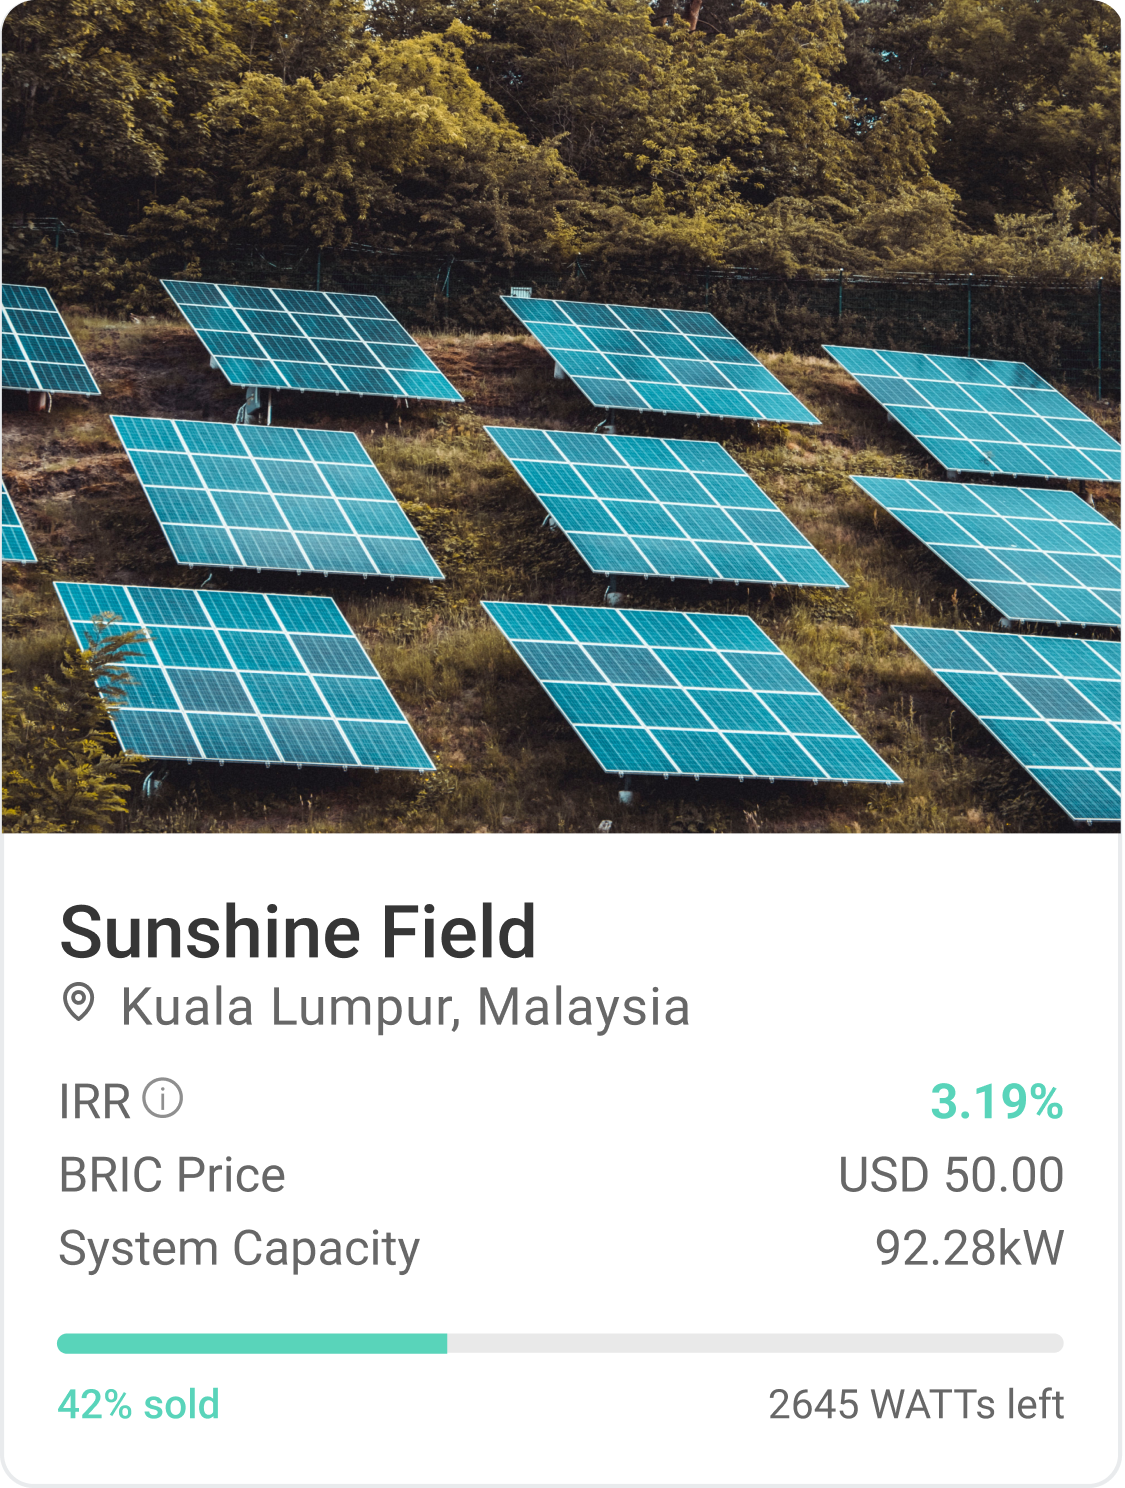 Sunshine Field
Kuala Lumpur, Malaysia
IRR 3.19%
BRIC Price USD 50.00
System Capacity 92.28kW
42% sold 2645 WATTs left